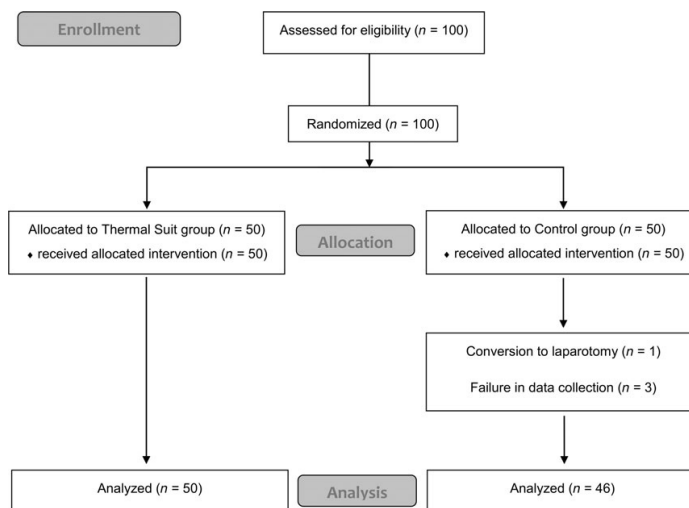 Enrollment
Assessed for eligibility (n = 100)
Randomized (n = 100)
Allocated to Thermal Suit group (n = 50)
♦ received allocated intervention (n = 50)
Allocation
Allocated to Control group (n = 50)
♦ received allocated intervention (n = 50)
Conversion to laparotomy (n = 1)
Failure in data collection (n = 3)
Analyzed (n = 50)
Analysis
Analyzed (n = 46)